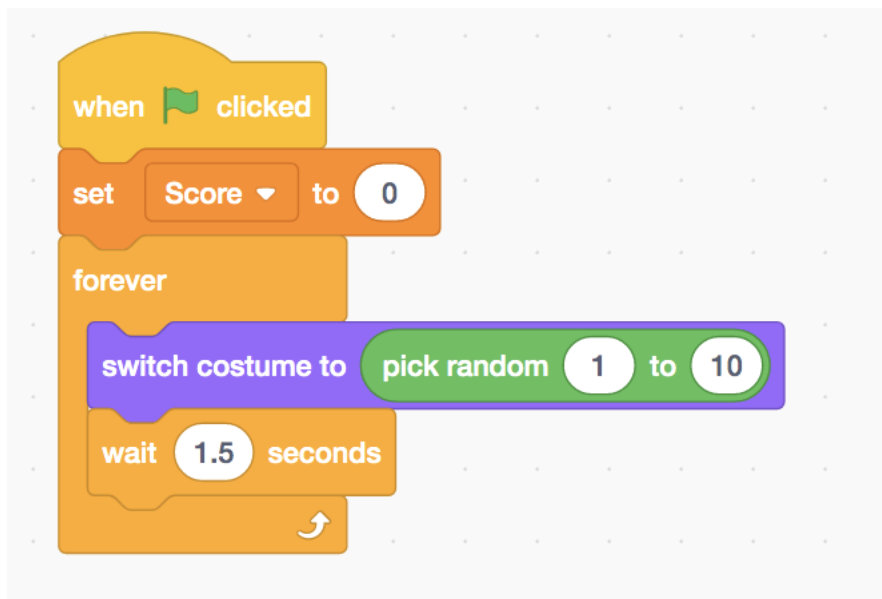 when clicked
set Score to 0
forever
switch costume to pick random 1 to 10
wait 1.5 seconds